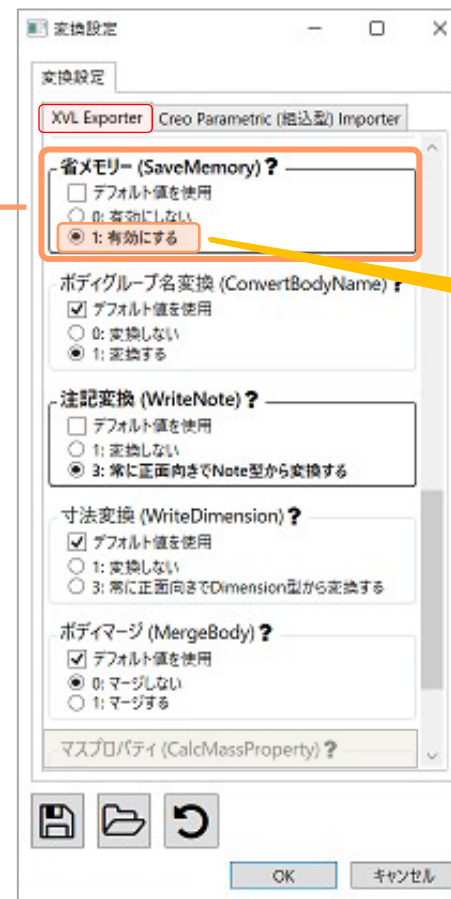 変換設定
変換設定
XVL Exporter
Creo Parametric (組込型) Importer
省メモリー (SaveMemory) ?
デフォルト値を使用
0: 有効にしない
1: 有効にする
ボディグループ名変換 (ConvertBodyName) ?
デフォルト値を使用
0: 変換しない
1: 変換する
注記変換 (WriteNote) ?
デフォルト値を使用
1: 変換しない
3: 常に正面向きでNote型から変換する
寸法変換 (WriteDimension) ?
デフォルト値を使用
1: 変換しない
3: 常に正面向きでDimension型から変換する
ボディマージ (MergeBody) ?
デフォルト値を使用
0: マージしない
1: マージする
マスプロパティ (CalcMassProperty) ?
OK
キャンセル